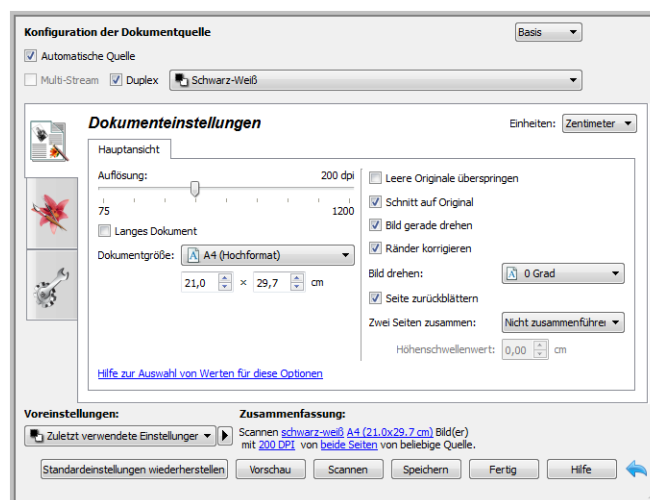 Konfiguration der Dokumentquelle
Basis
Automatische Quelle
Multi-Stream
Duplex
Schwarz-Weiß
Dokumenteinstellungen
Einheiten: Zentimeter
Hauptansicht
Auflösung: 200 dpi
75 1200
Langes Dokument
Dokumentgröße: A4 (Hochformat)
21,0 × 29,7 cm
Leere Originale überspringen
Schnitt auf Original
Bild gerade drehen
Ränder korrigieren
Bild drehen: 0 Grad
Seite zurückblättern
Zwei Seiten zusammen: Nicht zusammenführer
Höhenschwellenwert: 0,00 cm
Hilfe zur Auswahl von Werten für diese Optionen
Voreinstellungen:
Zuletzt verwendete Einstellungen
Zusammenfassung:
Scannen schwarz-weiß A4 (21.0x29.7 cm) Bild(er)
mit 200 DPI von beide Seiten von beliebige Quelle.
Standardeinstellungen wiederherstellen
Vorschau
Scannen
Speichern
Fertig
Hilfe